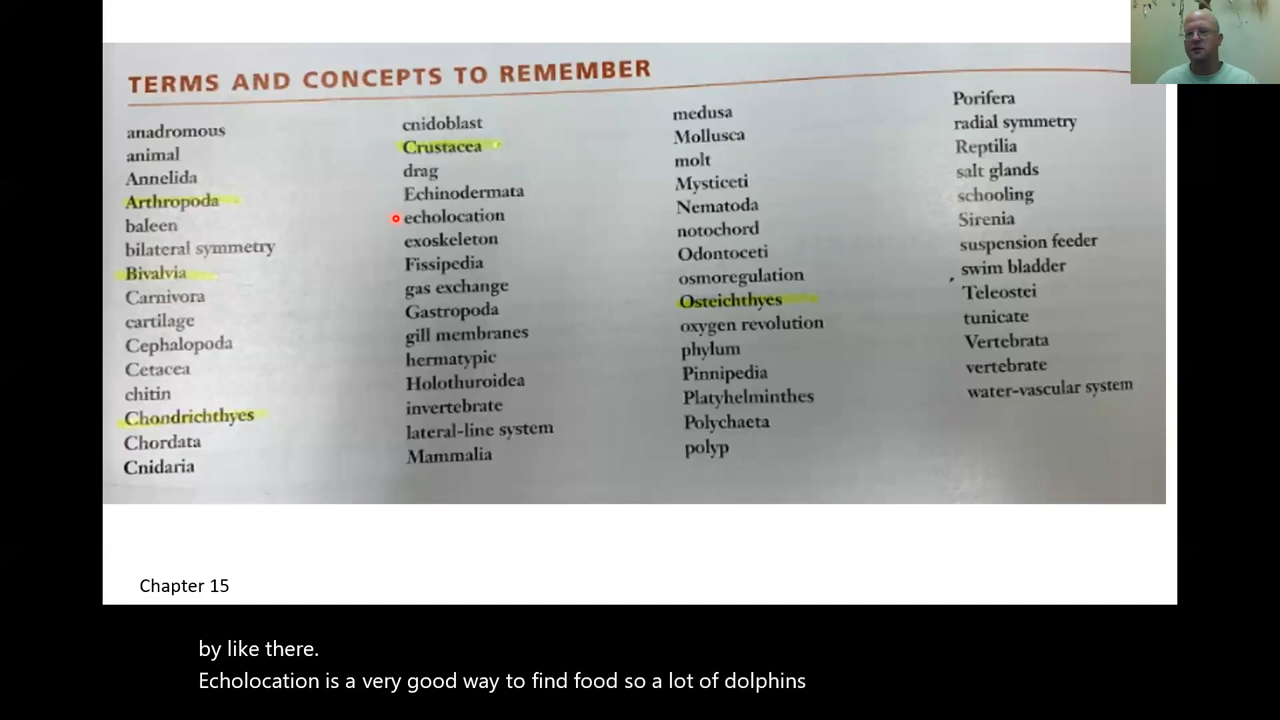 TERMS AND CONCEPTS TO REMEMBER
anadromous
animal
Annelida
Arthropoda
baleen
bilateral symmetry
Bivalvia
Carnivora
cartilage
Cephalopoda
Cetacea
chitin
Chondrichthyes
Chordata
Cnidaria
cnidoblast
Crustacea
drag
Echinodermata
echolocation
exoskeleton
Fissipedia
gas exchange
Gastropoda
gill membranes
hermatypic
Holothuroidea
invertebrate
lateral-line system
Mammalia
medusa
Mollusca
molt
Mysticeti
Nematoda
notochord
Odontoceti
osmoregulation
Osteichthyes
oxygen revolution
phylum
Pinnipedia
Platyhelminthes
Polychaeta
polyp
Porifera
radial symmetry
Reptilia
salt glands
schooling
Sirenia
suspension feeder
swim bladder
Teleostei
tunicate
Vertebrata
vertebrate
water-vascular system
Chapter 15
by like there.
Echolocation is a very good way to find food so a lot of dolphins